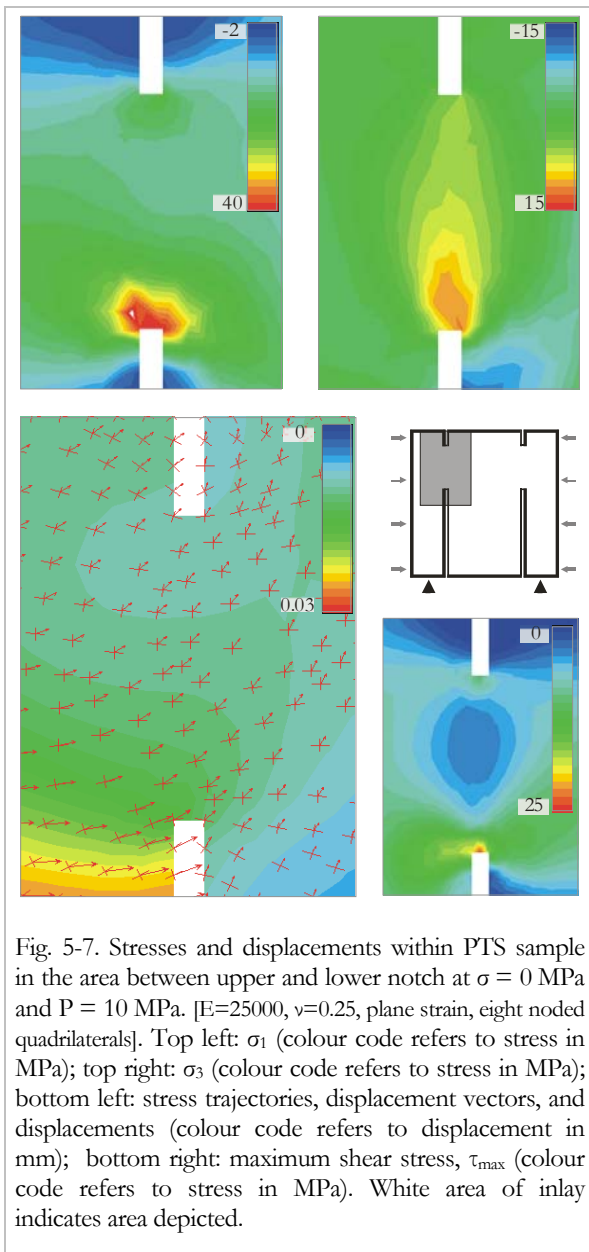 -2
40
-15
15
0
0.03
0
25
Fig. 5-7. Stresses and displacements within PTS sample
in the area between upper and lower notch at σ = 0 MPa
and P = 10 MPa. [E=25000, ν=0.25, plane strain, eight noded
quadrilaterals]. Top left: σ₁ (colour code refers to stress in
MPa); top right: σ₃ (colour code refers to stress in MPa);
bottom left: stress trajectories, displacement vectors, and
displacements (colour code refers to displacement in
mm); bottom right: maximum shear stress, τmax (colour
code refers to stress in MPa). White area of inlay
indicates area depicted.